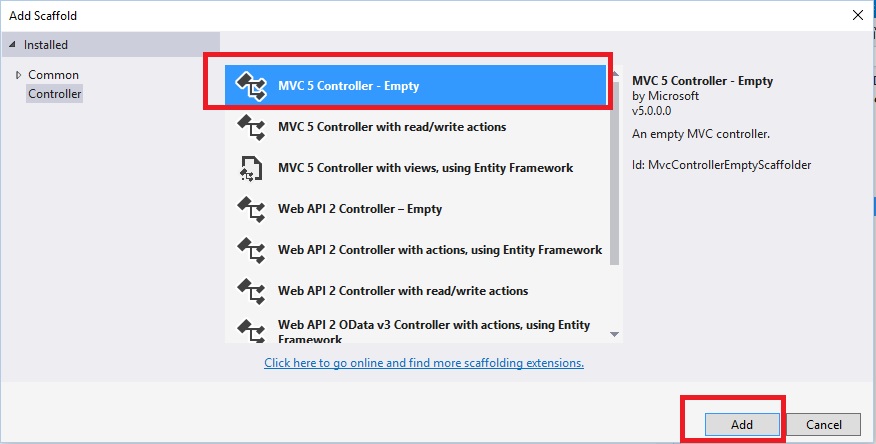 Add Scaffold
Installed
Common
Controller
MVC 5 Controller - Empty
MVC 5 Controller with read/write actions
MVC 5 Controller with views, using Entity Framework
Web API 2 Controller – Empty
Web API 2 Controller with actions, using Entity Framework
Web API 2 Controller with read/write actions
Web API 2 OData v3 Controller with actions, using Entity
Framework
MVC 5 Controller - Empty
by Microsoft
v5.0.0.0
An empty MVC controller.
Id: MvcControllerEmptyScaffolder
Click here to go online and find more scaffolding extensions.
Add
Cancel